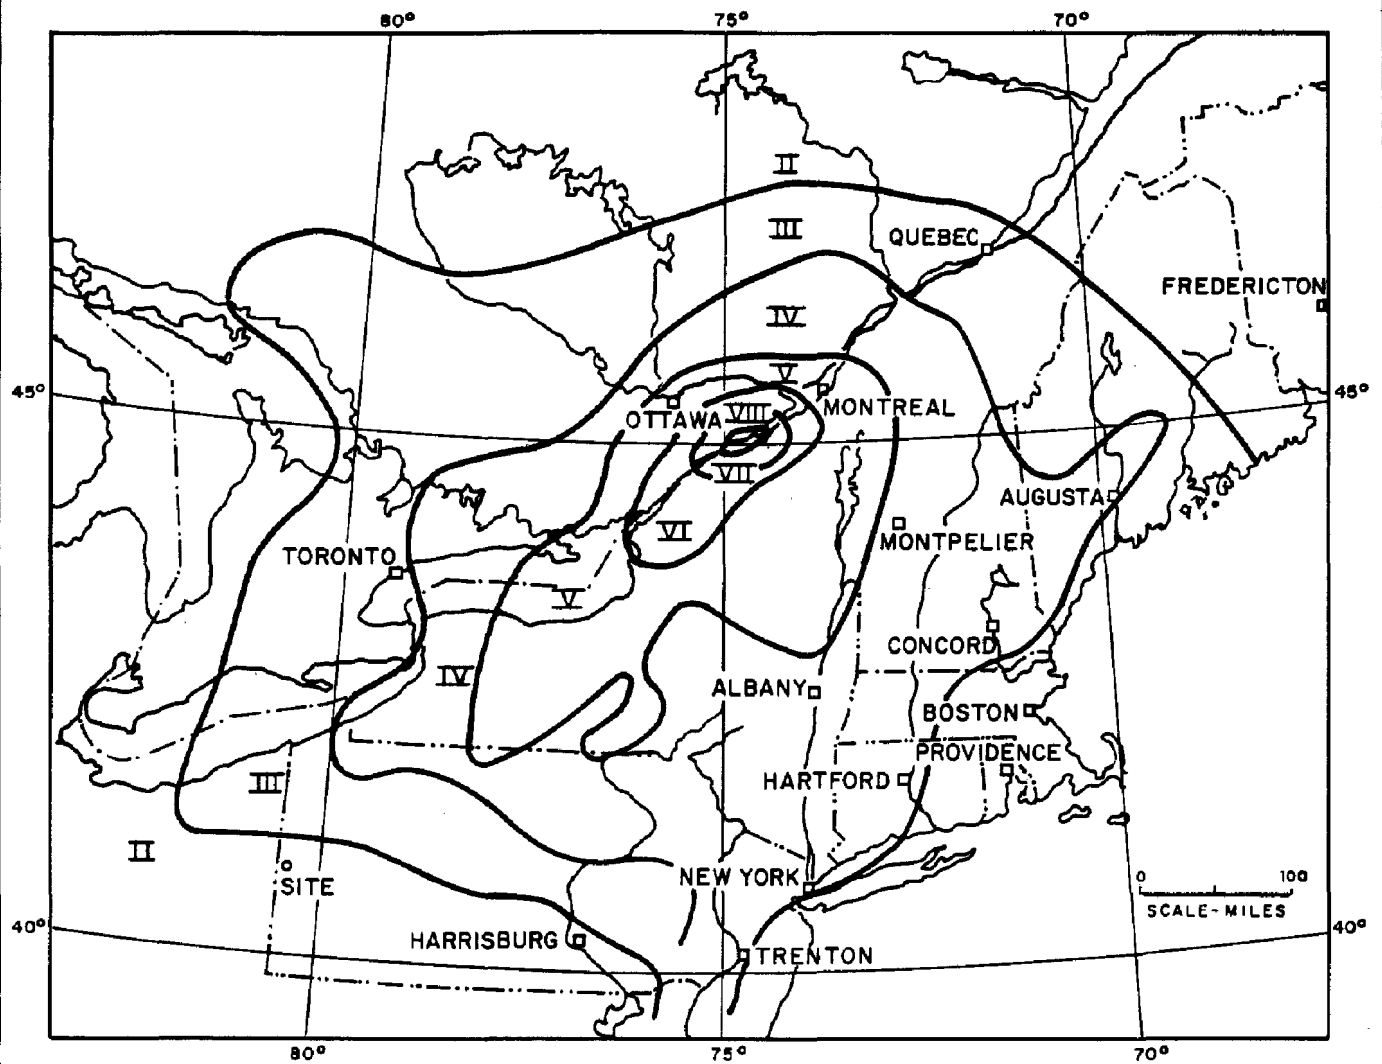 80° 75° 70°
II
III
QUEBEC
FREDERICTON
IV
45° 45°
V
OTTAWA VIII MONTREAL
VII
AUGUSTA
VI
MONTPELIER
TORONTO
V
CONCORD
IV
ALBANY
BOSTON
PROVIDENCE
III
HARTFORD
II
SITE
NEW YORK
0 100
SCALE-MILES
40° 40°
HARRISBURG
TRENTON
80° 75° 70°